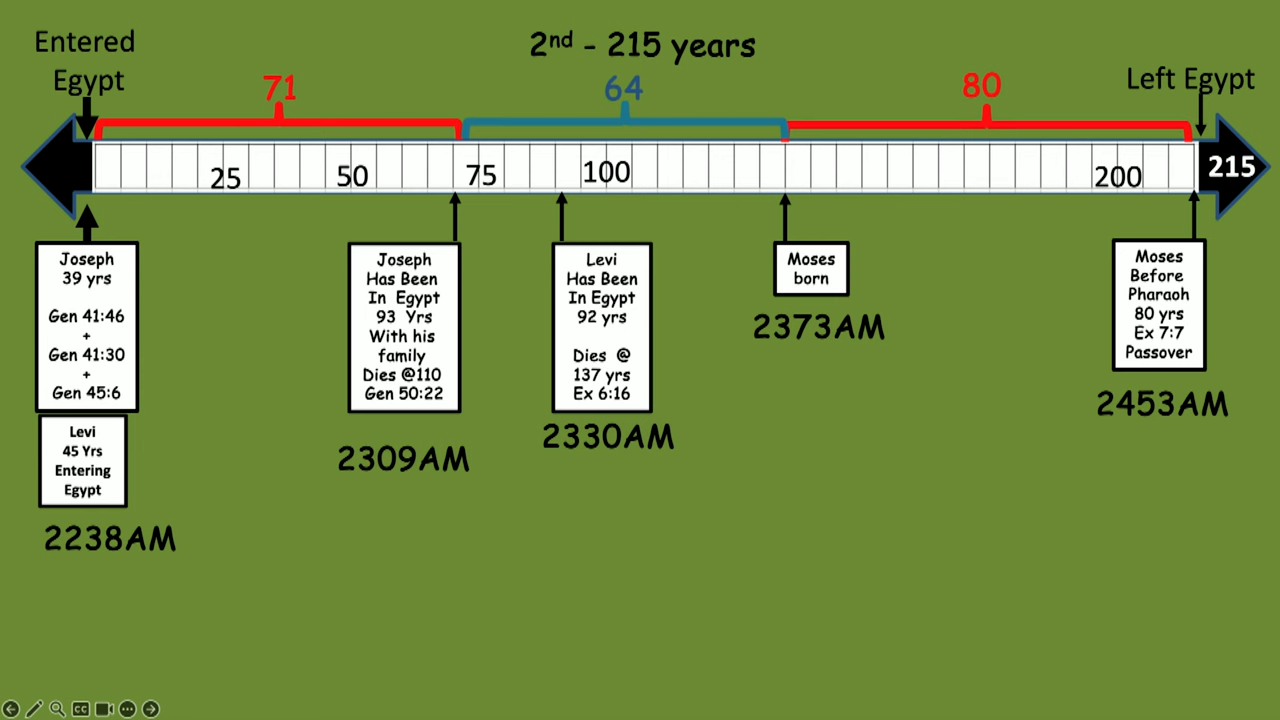 Entered
Egypt
2nd - 215 years
71
64
80
Left Egypt
25
50
75
100
200
215
Joseph
39 yrs
Gen 41:46
+
Gen 41:30
+
Gen 45:6
Levi
45 Yrs
Entering
Egypt
2238AM
Joseph
Has Been
In Egypt
93 Yrs
With his
family
Dies @110
Gen 50:22
2309AM
Levi
Has Been
In Egypt
92 yrs
Dies @
137 yrs
Ex 6:16
2330AM
Moses
born
2373AM
Moses
Before
Pharaoh
80 yrs
Ex 7:7
Passover
2453AM
CC